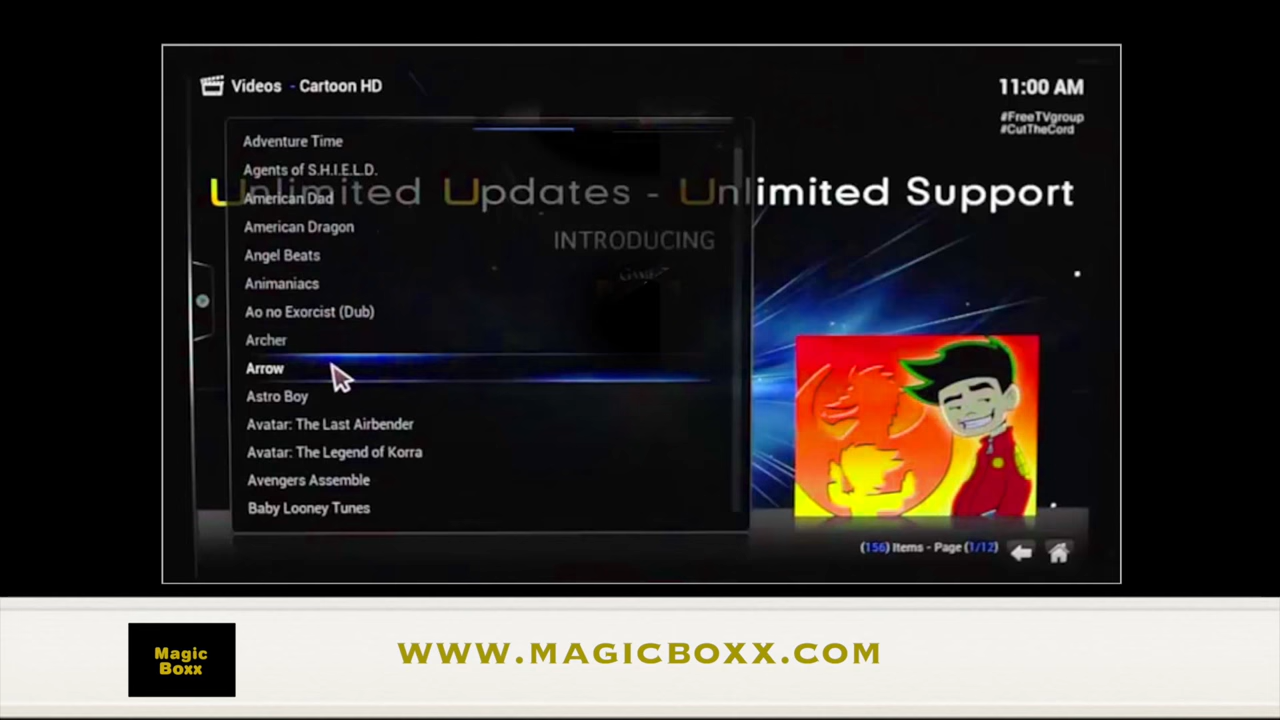 Videos - Cartoon HD
11:00 AM
#FreeTVgroup
#CutTheCord
Adventure Time
Agents of S.H.I.E.L.D.
Unlimited Updates - Unlimited Support
American Dad
American Dragon
INTRODUCING
Angel Beats
GAME
Animaniacs
Ao no Exorcist (Dub)
Archer
Arrow
Astro Boy
Avatar: The Last Airbender
Avatar: The Legend of Korra
Avengers Assemble
Baby Looney Tunes
(156) Items - Page (1/12)
Magic
Boxx
WWW.MAGICBOXX.COM